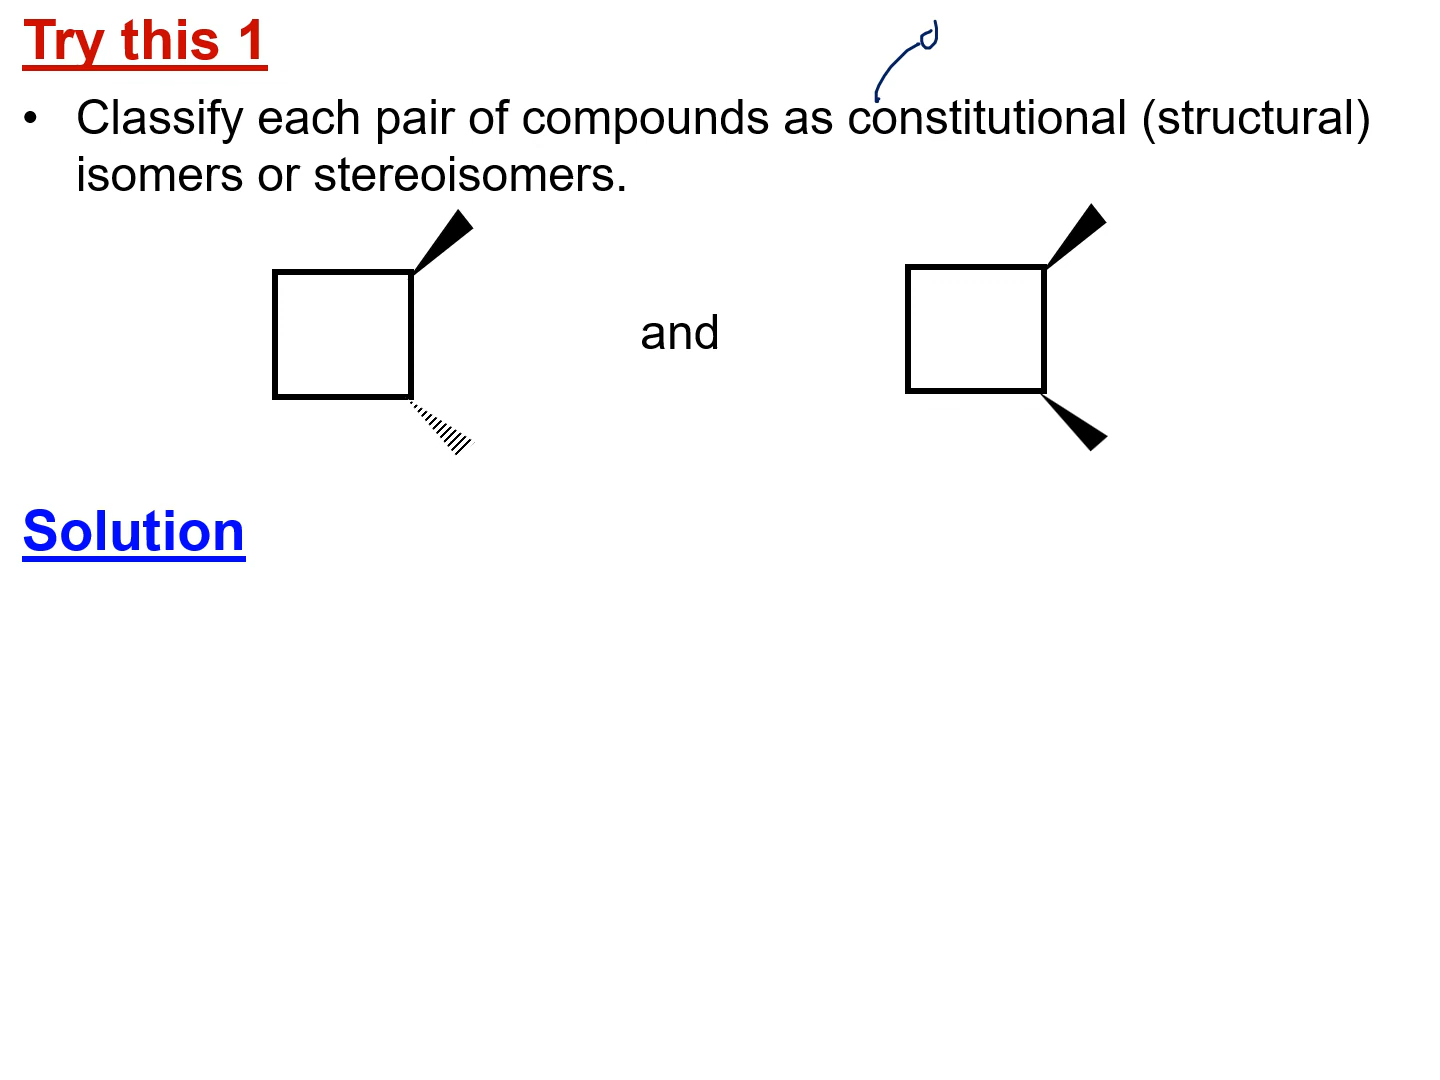 Try this 1
• Classify each pair of compounds as constitutional (structural)
isomers or stereoisomers.
and
Solution